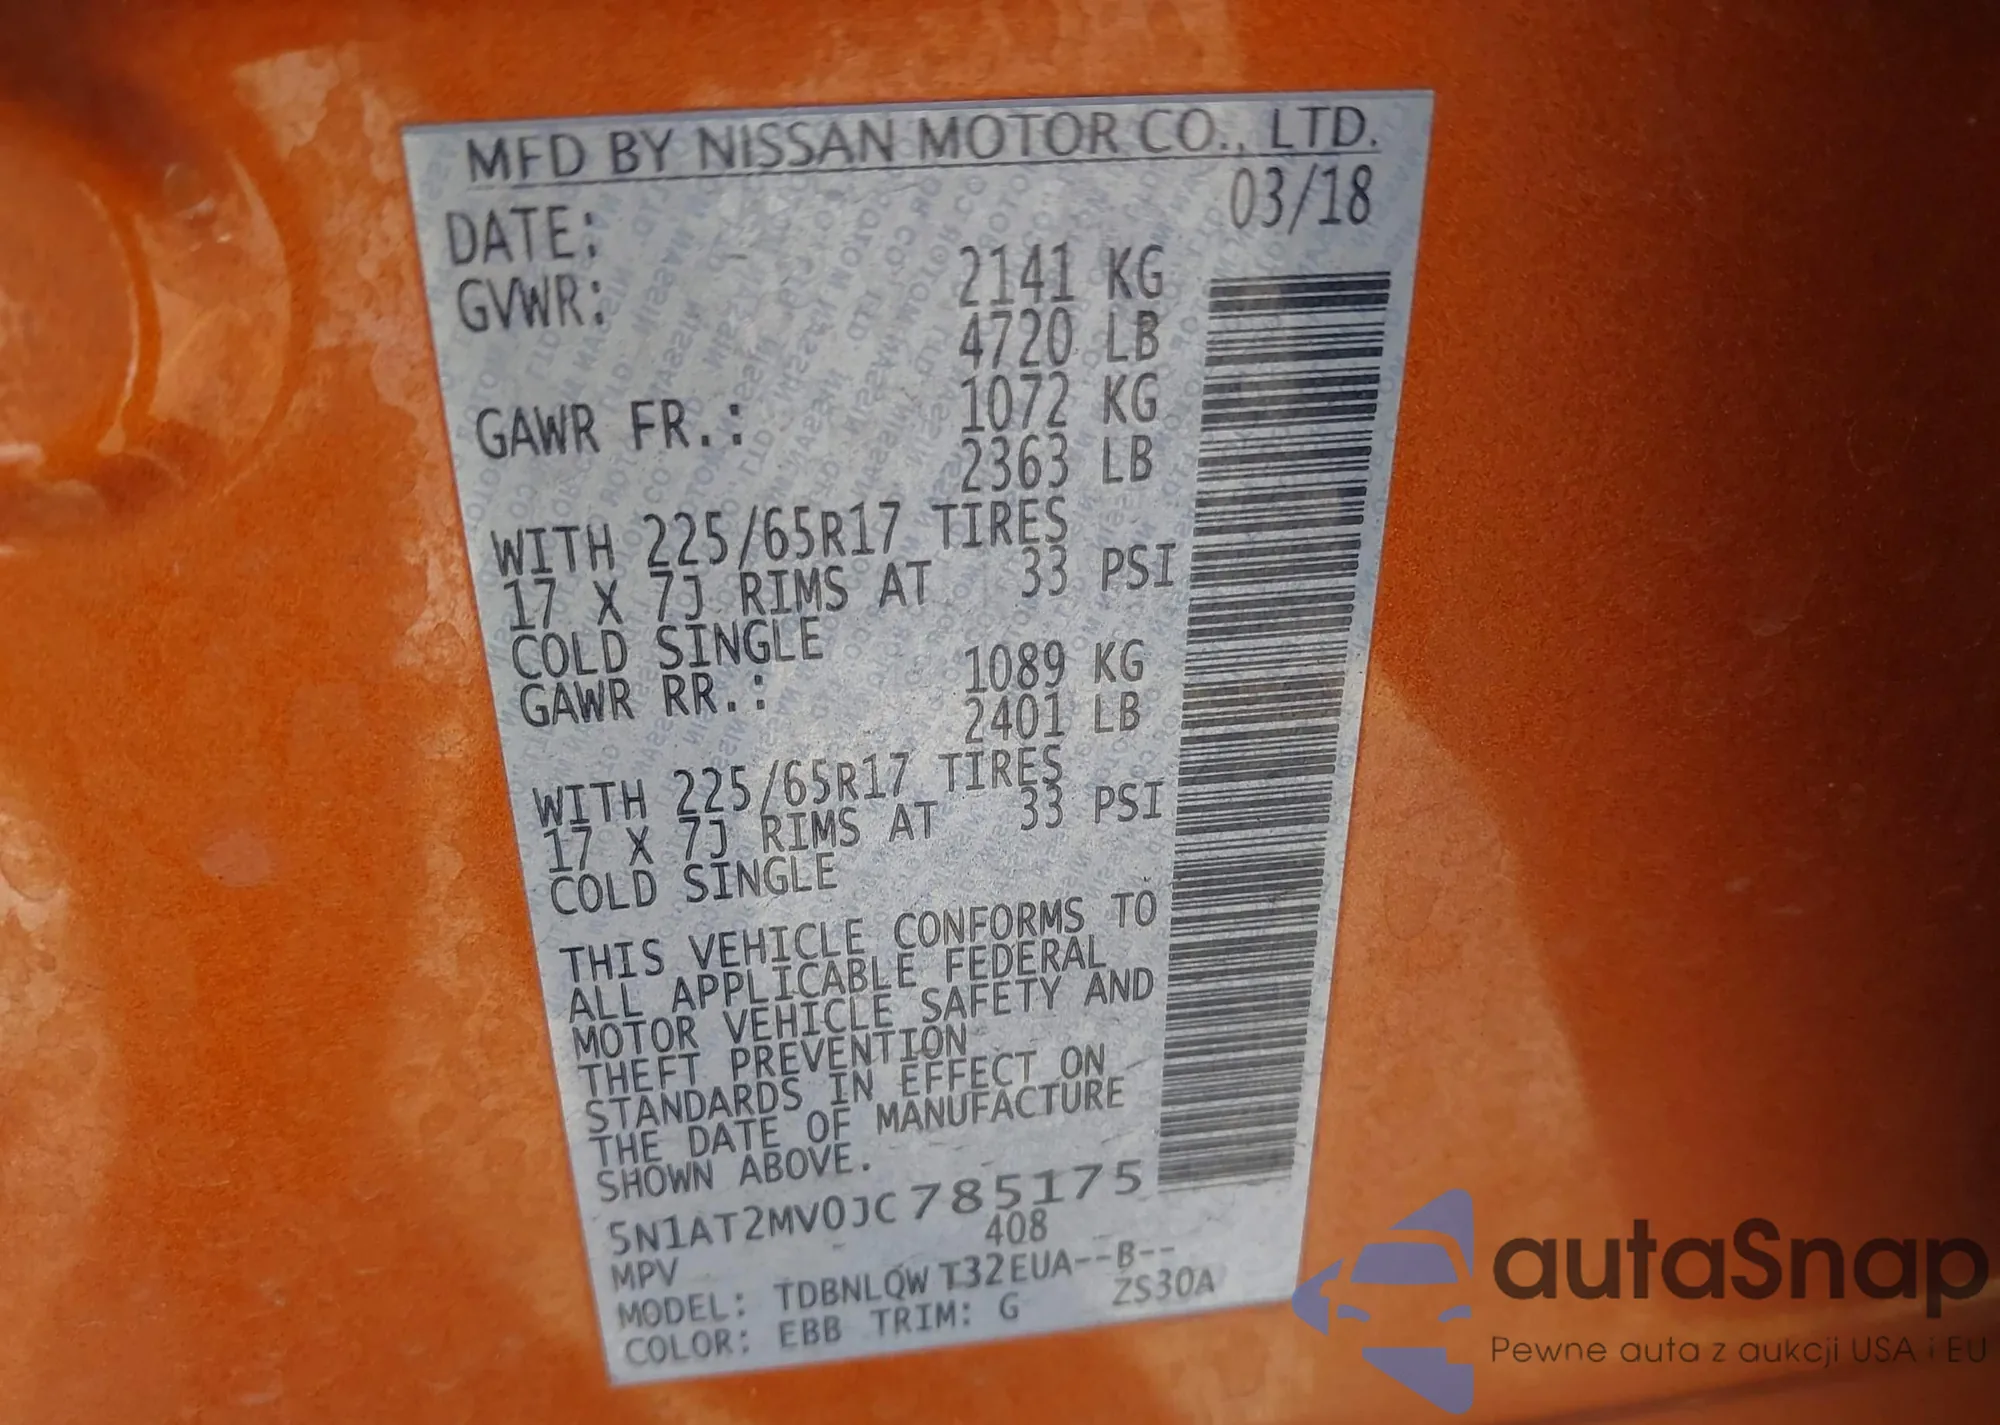 MFD BY NISSAN MOTOR CO., LTD.
DATE: 03/18
GVWR: 2141 KG
4720 LB
GAWR FR.: 1072 KG
2363 LB
WITH 225/65R17 TIRES
17 X 7J RIMS AT 33 PSI
COLD SINGLE
GAWR RR.: 1089 KG
2401 LB
WITH 225/65R17 TIRES
17 X 7J RIMS AT 33 PSI
COLD SINGLE
THIS VEHICLE CONFORMS TO
ALL APPLICABLE FEDERAL
MOTOR VEHICLE SAFETY AND
THEFT PREVENTION
STANDARDS IN EFFECT ON
THE DATE OF MANUFACTURE
SHOWN ABOVE.
5N1AT2MV0JC785175
MPV 408
MODEL: TDBNLQWT32EUA--B--
COLOR: EBB TRIM: G ZS30A
autaSnap
Pewne auta z aukcji USA i EU